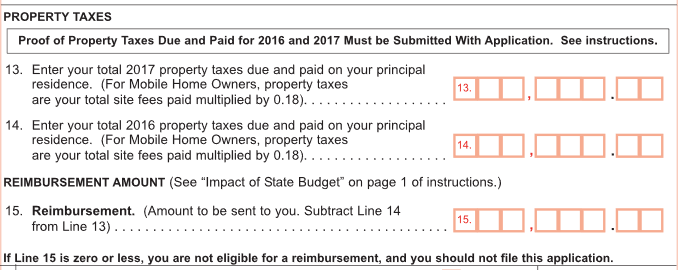 PROPERTY TAXES
Proof of Property Taxes Due and Paid for 2016 and 2017 Must be Submitted With Application. See instructions.
13. Enter your total 2017 property taxes due and paid on your principal
residence. (For Mobile Home Owners, property taxes
are your total site fees paid multiplied by 0.18). . . . . . . . . . . . . . . . . . . 13. , .
14. Enter your total 2016 property taxes due and paid on your principal
residence. (For Mobile Home Owners, property taxes
are your total site fees paid multiplied by 0.18). . . . . . . . . . . . . . . . . . . 14. , .
REIMBURSEMENT AMOUNT (See “Impact of State Budget” on page 1 of instructions.)
15. Reimbursement. (Amount to be sent to you. Subtract Line 14
from Line 13) . . . . . . . . . . . . . . . . . . . . . . . . . . . . . . . . . . . . . . . . . . . 15. , .
If Line 15 is zero or less, you are not eligible for a reimbursement, and you should not file this application.